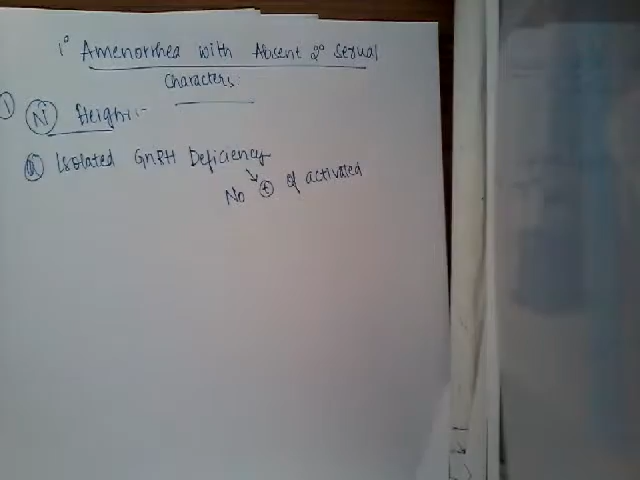 1° Amenorrhea with Absent 2° sexual
characters
① Ⓝ Height:-
ⓐ Isolated GnRH Deficiency
↘
No ⊕ of activated